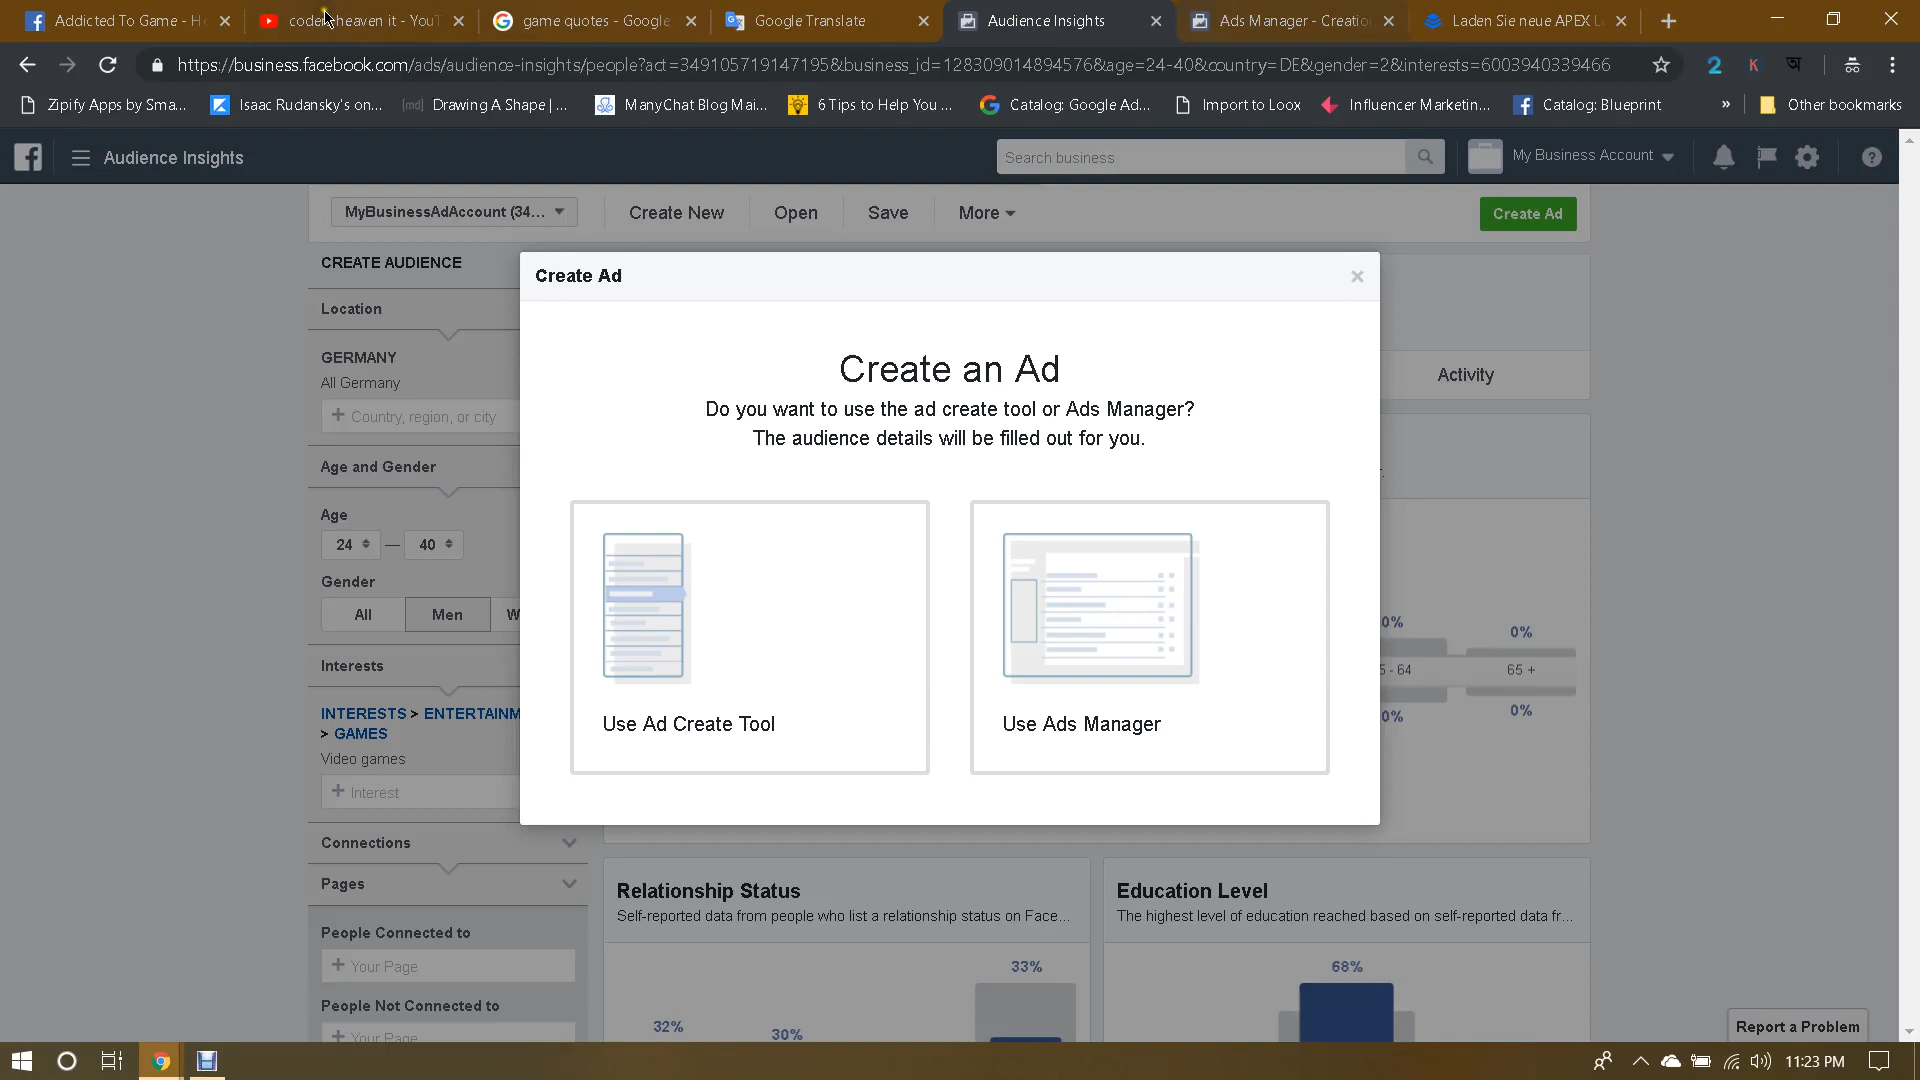 Addicted To Game - H
heaven it - YouT
game quotes - Google
Google Translate
Audience Insights
Ads Manager - Creatio
Laden Sie neue APEX L
https://business.facebook.com/ads/audience-insights/people?act=349105719147195&business_id=128309014894576&age=24-40&country=DE&gender=2&interests=6003940339466
2
K
অ
Zipify Apps by Sma...
Isaac Rudansky's on...
[md] Drawing A Shape | ...
ManyChat Blog Mai...
6 Tips to Help You ...
Catalog: Google Ad...
Import to Loox
Influencer Marketin...
Catalog: Blueprint
»
Other bookmarks
Audience Insights
Search business
My Business Account
MyBusinessAdAccount (34...
Create New
Open
Save
More
Create Ad
CREATE AUDIENCE
Location
GERMANY
All Germany
+ Country, region, or city
Age and Gender
Age
24 — 40
Gender
All
Men
W
Interests
INTERESTS > ENTERTAINM
> GAMES
Video games
+ Interest
Connections
Pages
People Connected to
+ Your Page
People Not Connected to
+ Your Page
Create Ad
×
Create an Ad
Do you want to use the ad create tool or Ads Manager?
The audience details will be filled out for you.
Use Ad Create Tool
Use Ads Manager
Activity
0%
0%
5 - 64
65 +
0%
0%
Relationship Status
Self-reported data from people who list a relationship status on Face...
32%
30%
33%
Education Level
The highest level of education reached based on self-reported data fr...
68%
Report a Problem
11:23 PM